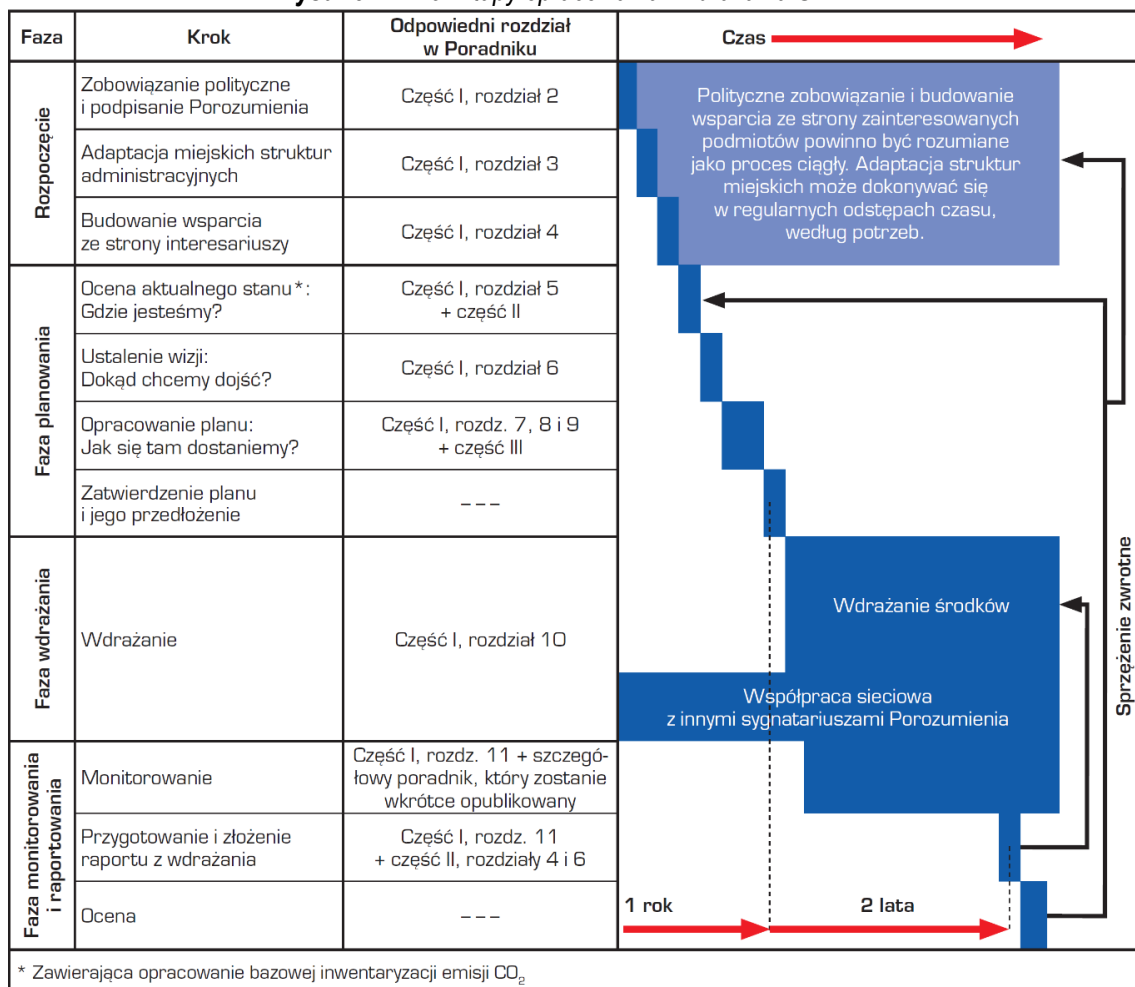 Faza
Krok
Odpowiedni rozdział
w Poradniku
Czas
Rozpoczęcie
Zobowiązanie polityczne
i podpisanie Porozumienia
Część I, rozdział 2
Adaptacja miejskich struktur
administracyjnych
Część I, rozdział 3
Budowanie wsparcia
ze strony interesariuszy
Część I, rozdział 4
Polityczne zobowiązanie i budowanie
wsparcia ze strony zainteresowanych
podmiotów powinno być rozumiane
jako proces ciągły. Adaptacja struktur
miejskich może dokonywać się
w regularnych odstępach czasu,
według potrzeb.
Faza planowania
Ocena aktualnego stanu*:
Gdzie jesteśmy?
Część I, rozdział 5
+ część II
Ustalenie wizji:
Dokąd chcemy dojść?
Część I, rozdział 6
Opracowanie planu:
Jak się tam dostaniemy?
Część I, rozdz. 7, 8 i 9
+ część III
Zatwierdzenie planu
i jego przedłożenie
– – –
Faza wdrażania
Wdrażanie
Część I, rozdział 10
Wdrażanie środków
Współpraca sieciowa
z innymi sygnatariuszami Porozumienia
Sprzężenie zwrotne
Faza monitorowania
i raportowania
Monitorowanie
Część I, rozdz. 11 + szczegó-
łowy poradnik, który zostanie
wkrótce opublikowany
Przygotowanie i złożenie
raportu z wdrażania
Część I, rozdz. 11
+ część II, rozdziały 4 i 6
Ocena
– – –
1 rok
2 lata
* Zawierająca opracowanie bazowej inwentaryzacji emisji CO₂